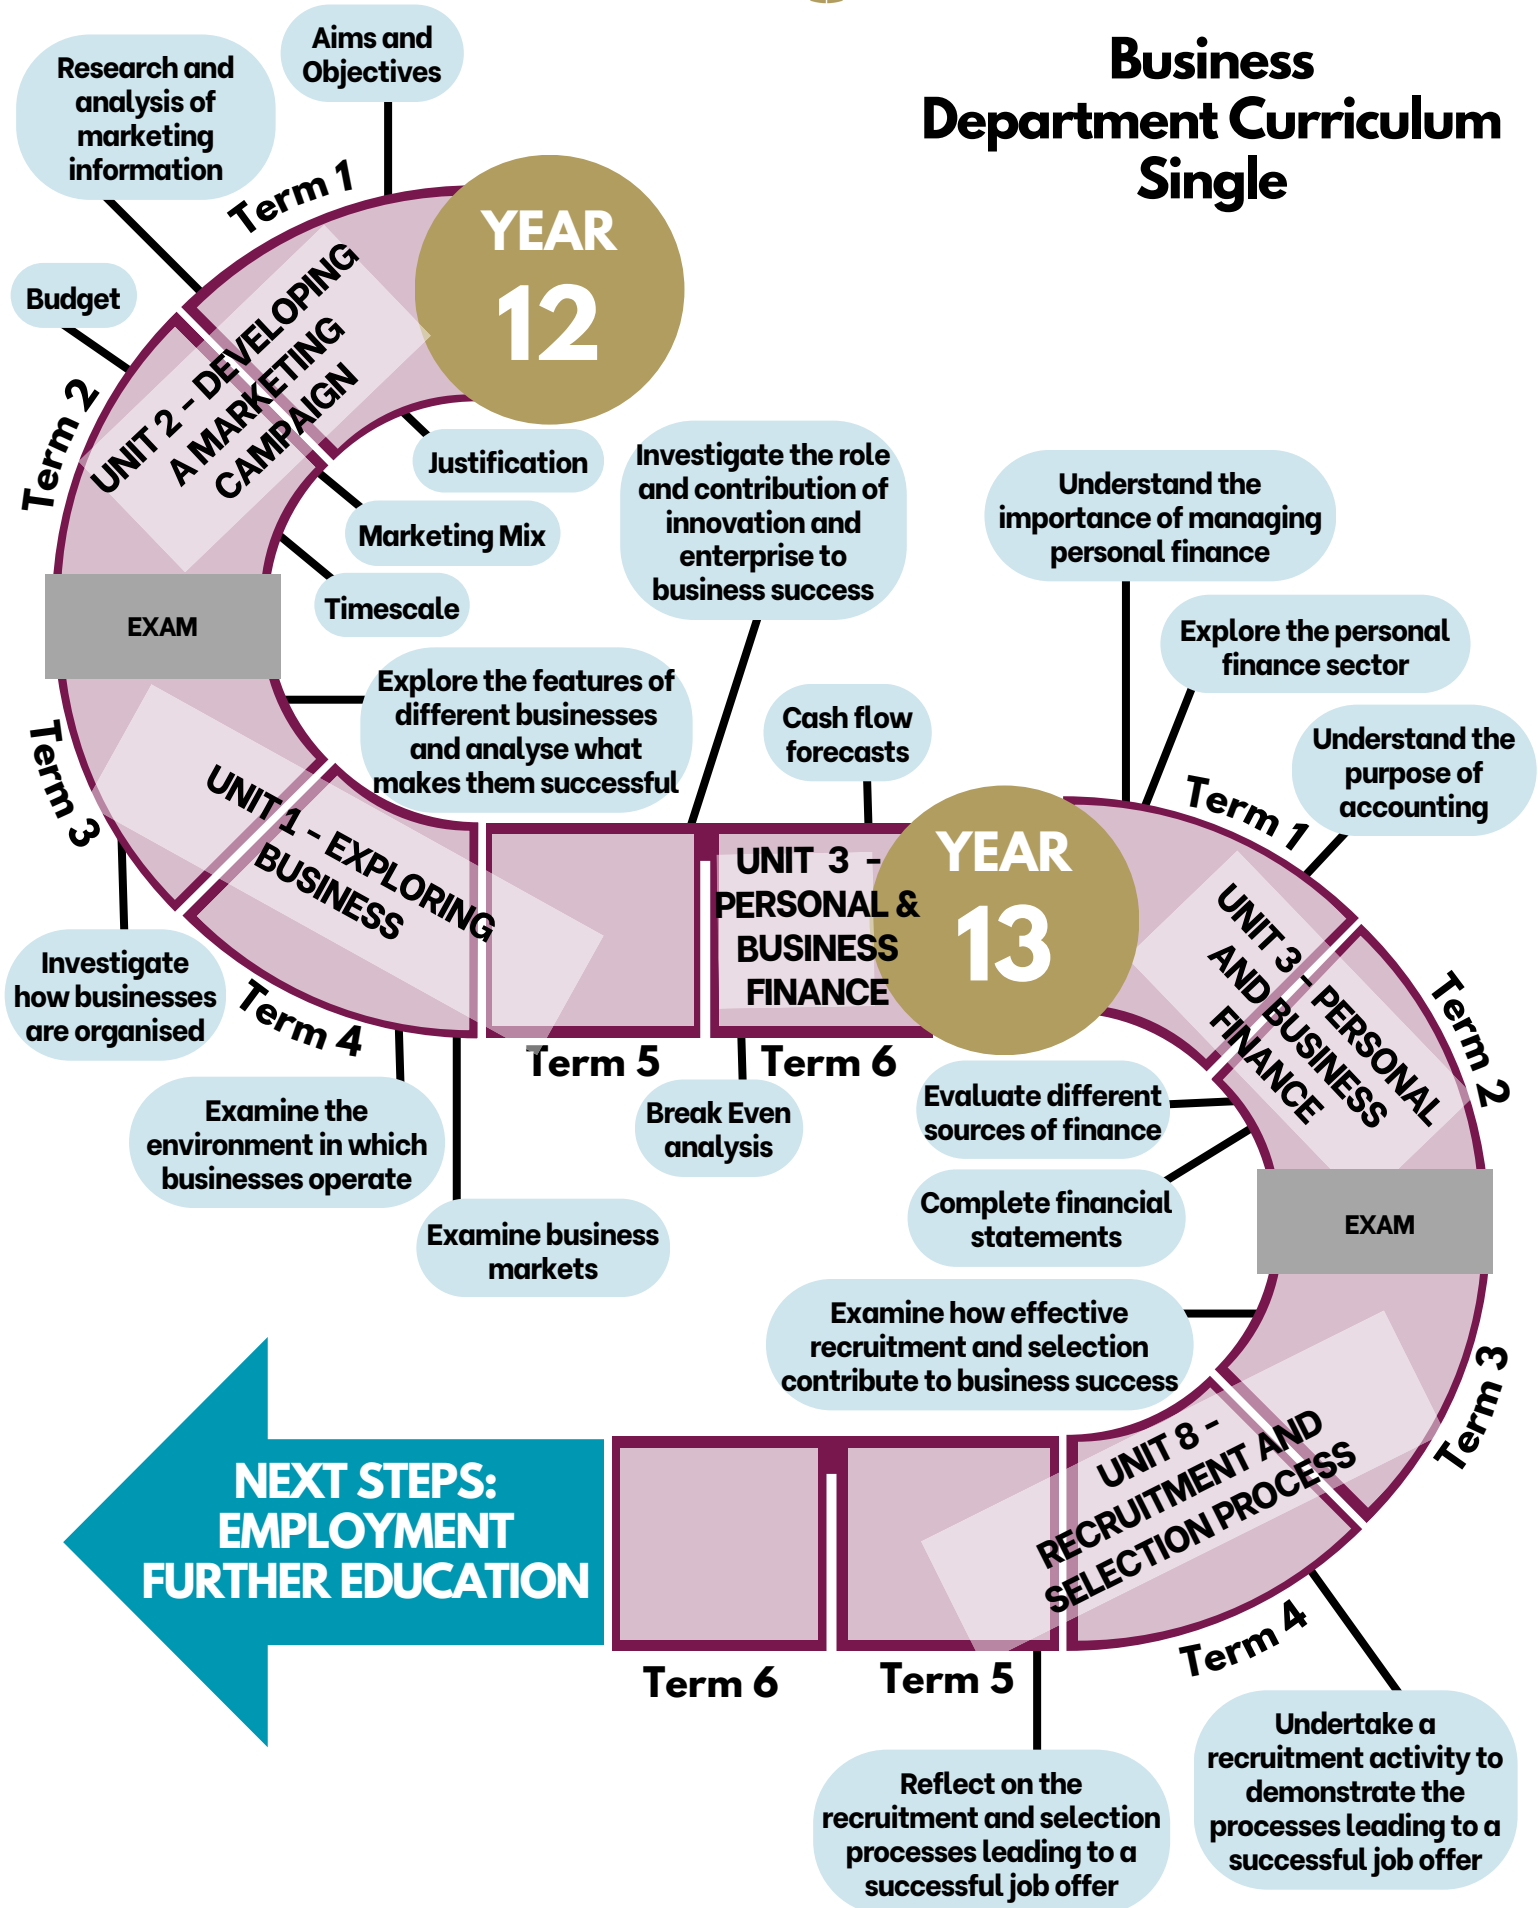 Business
Department Curriculum
Single
Aims and
Objectives
Research and
analysis of
marketing
information
Term 1
YEAR
12
Budget
UNIT 2 - DEVELOPING
A MARKETING
CAMPAIGN
Term 2
Justification
Marketing Mix
Timescale
EXAM
Investigate the role
and contribution of
innovation and
enterprise to
business success
Explore the features of
different businesses
and analyse what
makes them successful
Term 3
UNIT 1 - EXPLORING
BUSINESS
Investigate
how businesses
are organised
Term 4
Examine the
environment in which
businesses operate
Examine business
markets
Term 5
Cash flow
forecasts
UNIT 3 -
PERSONAL &
BUSINESS
FINANCE
Term 6
Break Even
analysis
YEAR
13
Understand the
importance of managing
personal finance
Explore the personal
finance sector
Understand the
purpose of
accounting
Term 1
UNIT 3 - PERSONAL
AND BUSINESS
FINANCE
Term 2
Evaluate different
sources of finance
Complete financial
statements
EXAM
Examine how effective
recruitment and selection
contribute to business success
Term 3
UNIT 8 -
RECRUITMENT AND
SELECTION PROCESS
Term 4
Undertake a
recruitment activity to
demonstrate the
processes leading to a
successful job offer
Term 5
Reflect on the
recruitment and selection
processes leading to a
successful job offer
Term 6
NEXT STEPS:
EMPLOYMENT
FURTHER EDUCATION